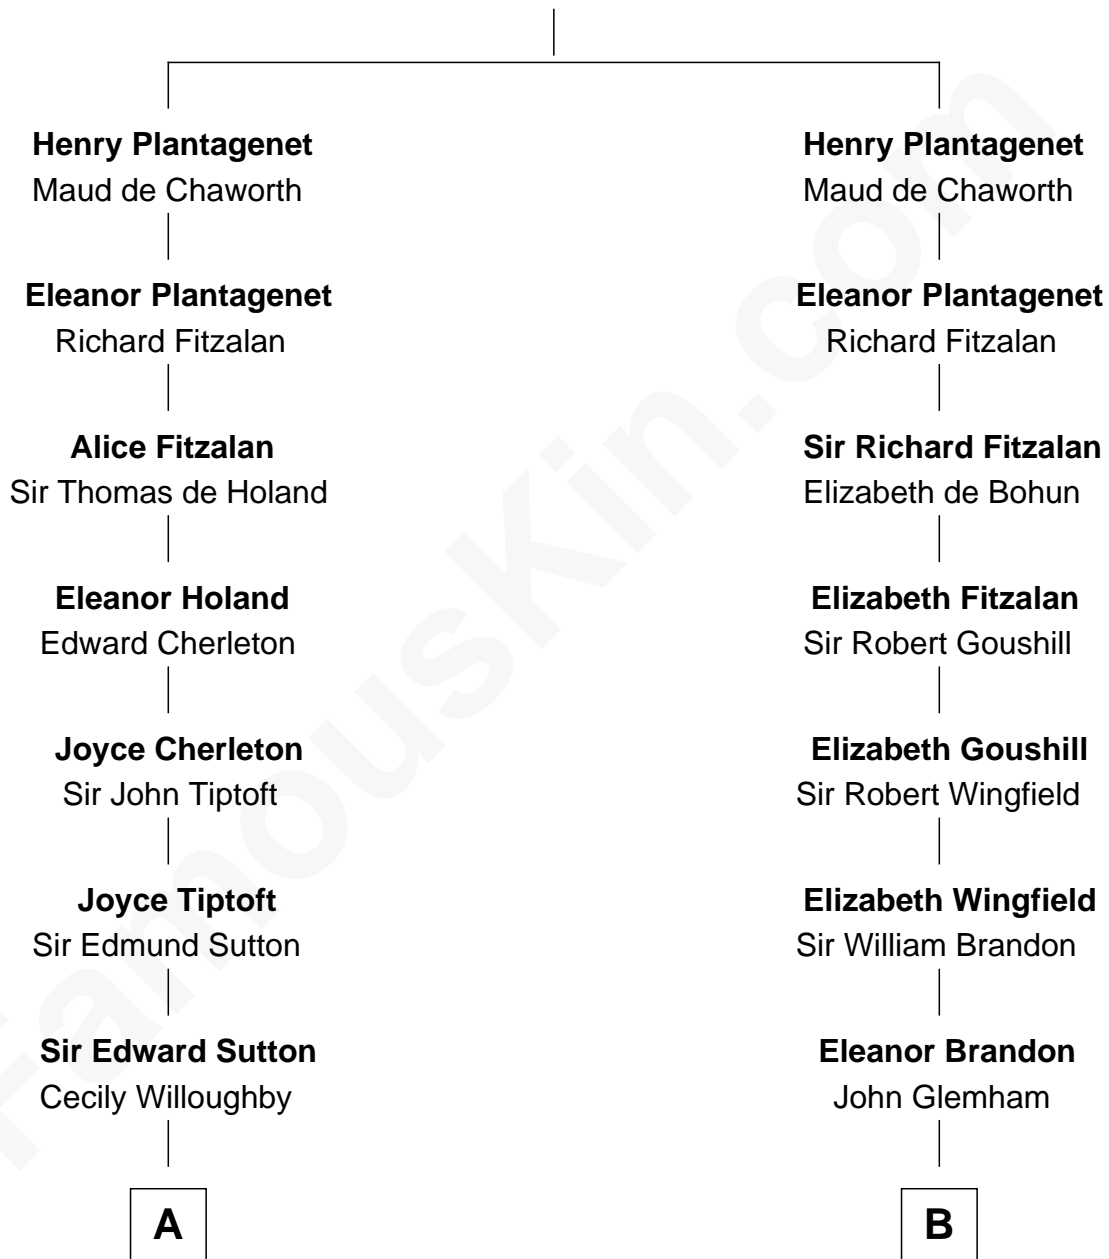 Henry Plantagenet
Maud de Chaworth
Eleanor Plantagenet
Richard Fitzalan
Alice Fitzalan
Sir Thomas de Holand
Eleanor Holand
Edward Cherleton
Joyce Cherleton
Sir John Tiptoft
Joyce Tiptoft
Sir Edmund Sutton
Sir Edward Sutton
Cecily Willoughby
A
Henry Plantagenet
Maud de Chaworth
Eleanor Plantagenet
Richard Fitzalan
Sir Richard Fitzalan
Elizabeth de Bohun
Elizabeth Fitzalan
Sir Robert Goushill
Elizabeth Goushill
Sir Robert Wingfield
Elizabeth Wingfield
Sir William Brandon
Eleanor Brandon
John Glemham
B
FamousKin.com